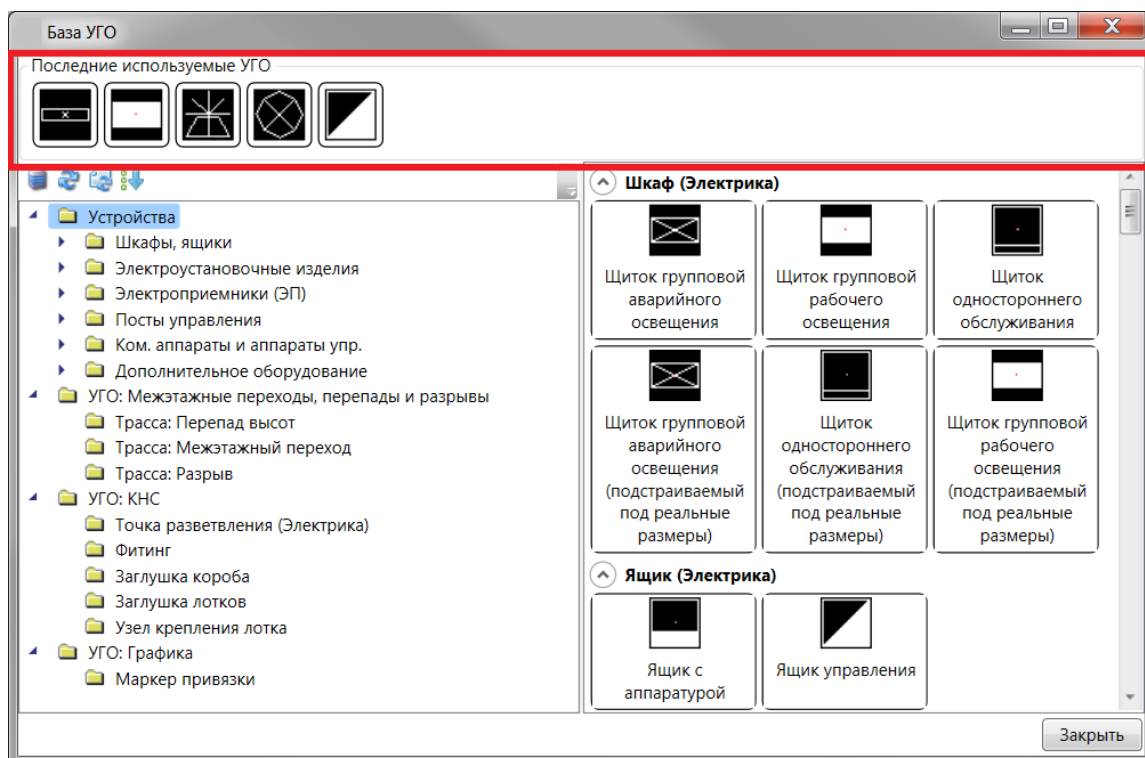 База УГО
Последние используемые УГО
Устройства
Шкафы, ящики
Электроустановочные изделия
Электроприемники (ЭП)
Посты управления
Ком. аппараты и аппараты упр.
Дополнительное оборудование
УГО: Межэтажные переходы, перепады и разрывы
Трасса: Перепад высот
Трасса: Межэтажный переход
Трасса: Разрыв
УГО: КНС
Точка разветвления (Электрика)
Фитинг
Заглушка короба
Заглушка лотков
Узел крепления лотка
УГО: Графика
Маркер привязки
Шкаф (Электрика)
Щиток групповой
аварийного
освещения
Щиток групповой
рабочего
освещения
Щиток
одностороннего
обслуживания
Щиток групповой
аварийного
освещения
(подстраиваемый
под реальные
размеры)
Щиток
одностороннего
обслуживания
(подстраиваемый
под реальные
размеры)
Щиток групповой
рабочего
освещения
(подстраиваемый
под реальные
размеры)
Ящик (Электрика)
Ящик с
аппаратурой
Ящик управления
Закрыть